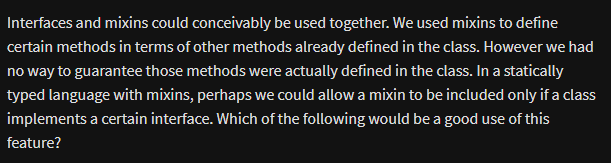 Interfaces and mixins could conceivably be used together. We used mixins to define
certain methods in terms of other methods already defined in the class. However we had
no way to guarantee those methods were actually defined in the class. In a statically
typed language with mixins, perhaps we could allow a mixin to be included only if a class
implements a certain interface. Which of the following would be a good use of this
feature?